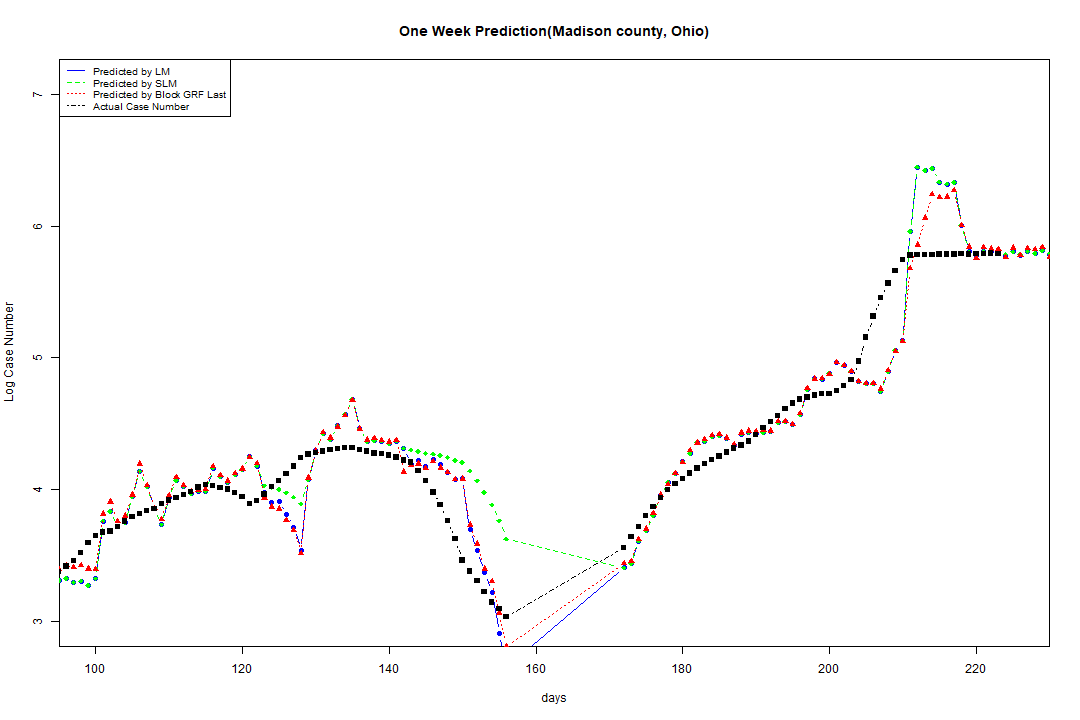 One Week Prediction(Madison county, Ohio)
Predicted by LM
Predicted by SLM
Predicted by Block GRF Last
Actual Case Number
7
6
5
4
3
Log Case Number
100 120 140 160 180 200 220
days